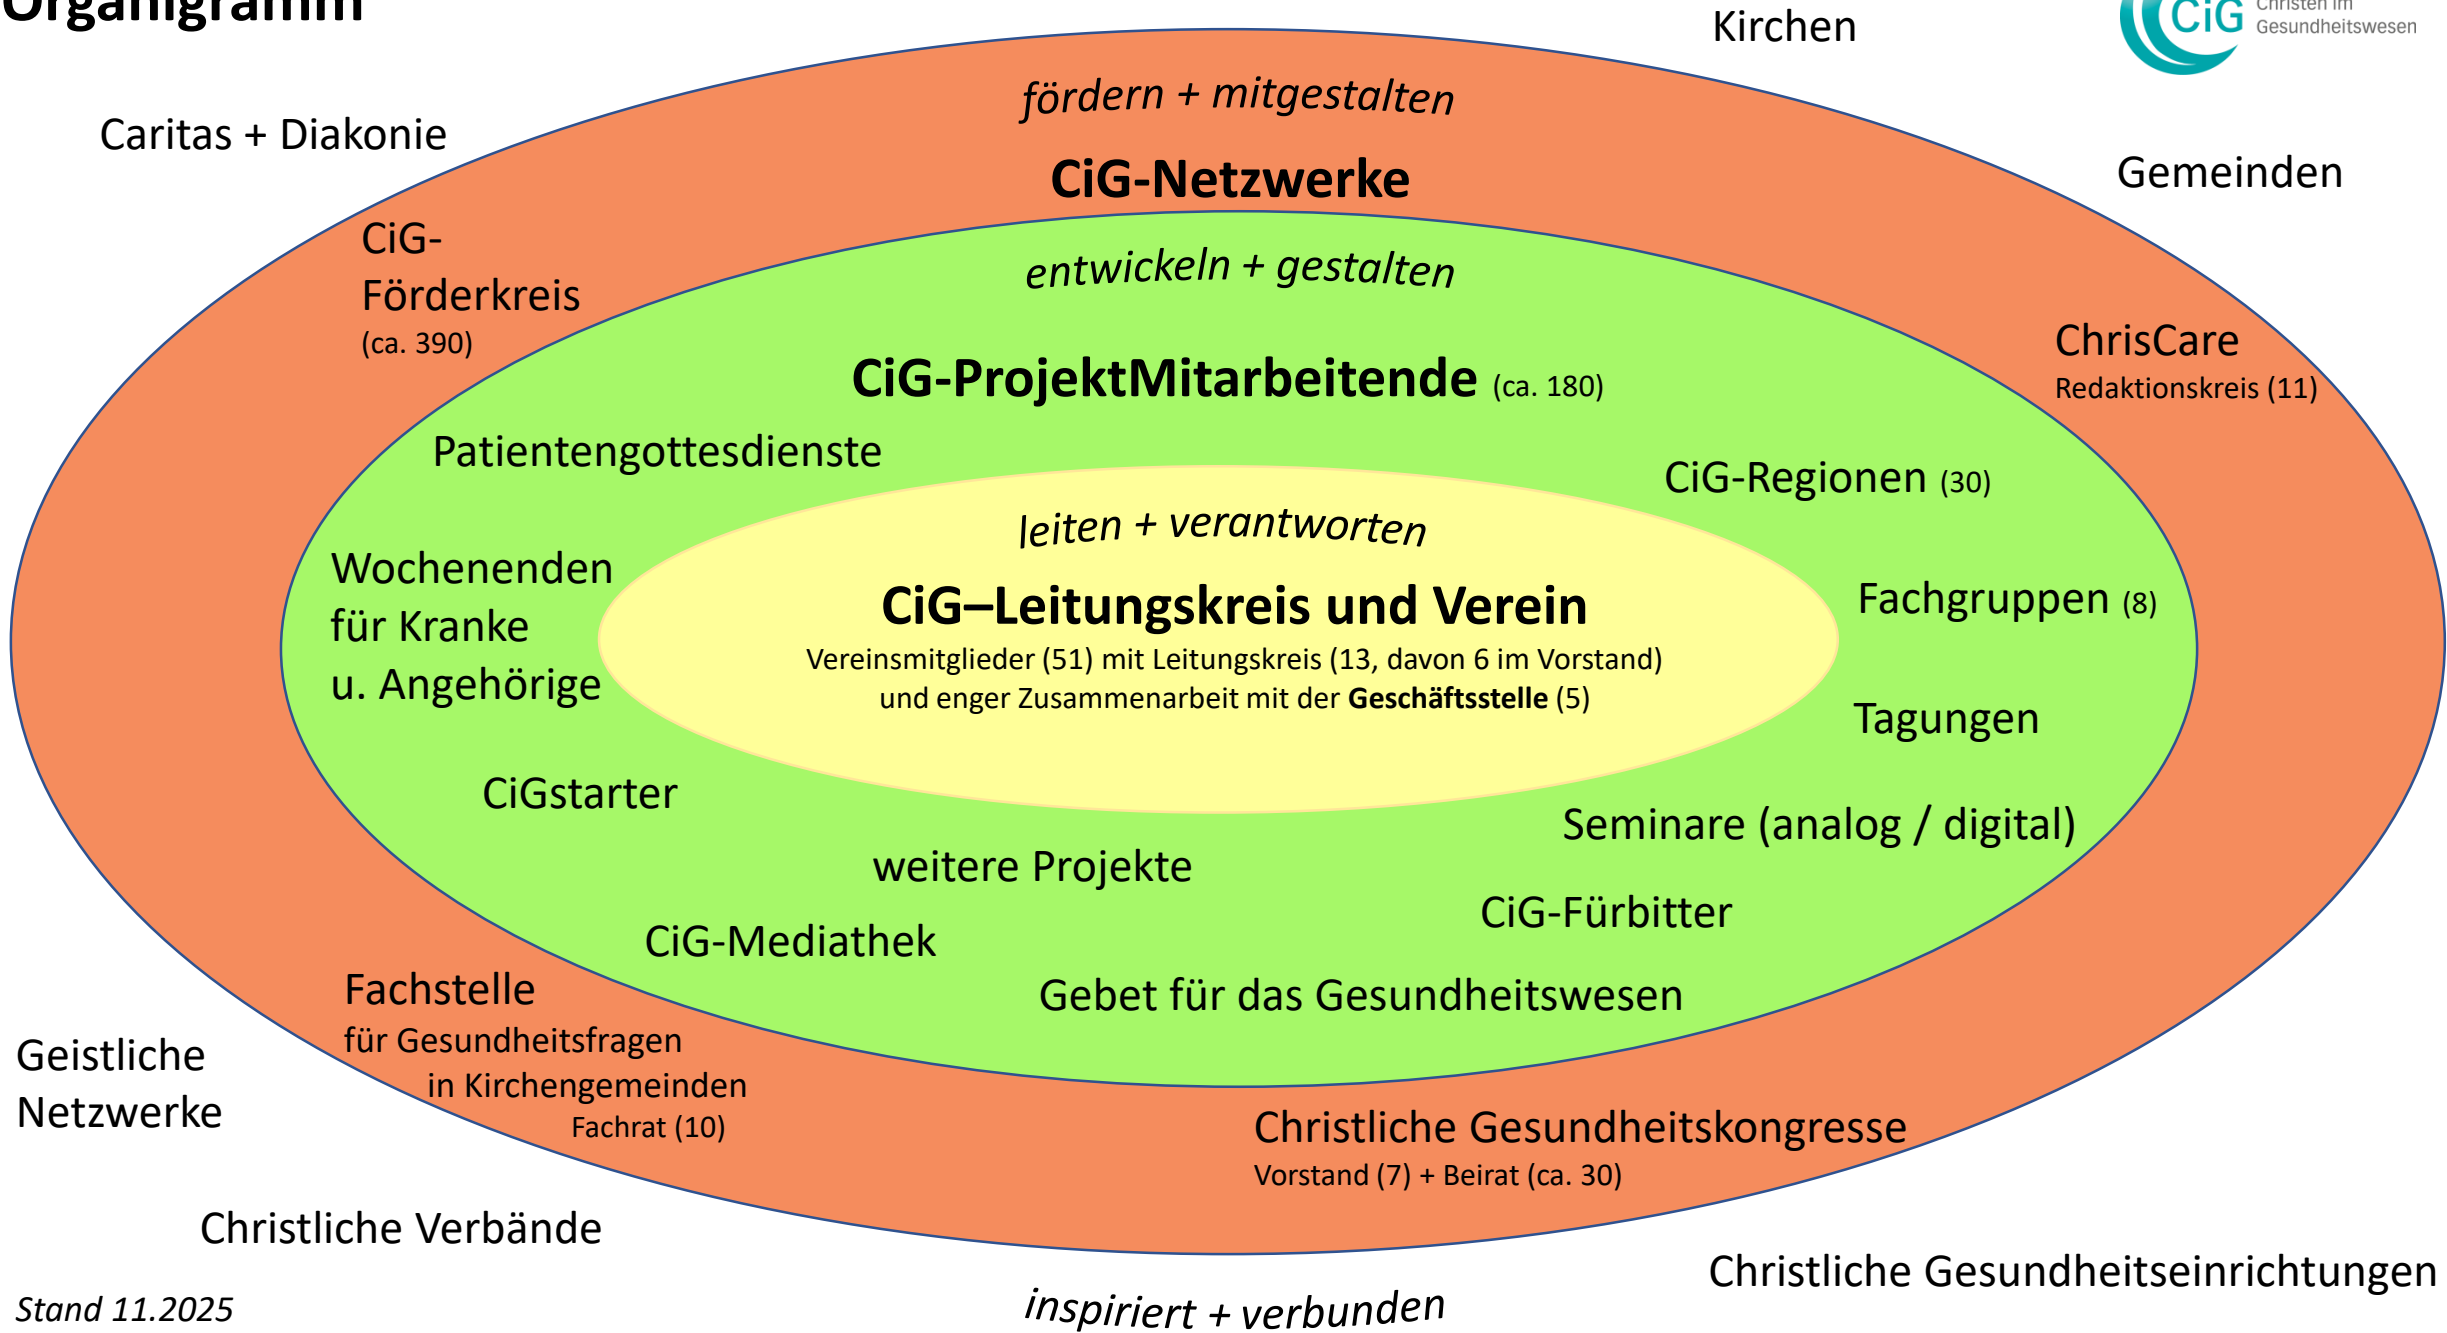 Organigramm
Kirchen
CiG
Christen im
Gesundheitswesen
fördern + mitgestalten
Caritas + Diakonie
CiG-Netzwerke
Gemeinden
CiG-
Förderkreis
(ca. 390)
entwickeln + gestalten
ChrisCare
Redaktionskreis (11)
CiG-ProjektMitarbeitende (ca. 180)
Patientengottesdienste
CiG-Regionen (30)
leiten + verantworten
Wochenenden
für Kranke
u. Angehörige
CiG–Leitungskreis und Verein
Vereinsmitglieder (51) mit Leitungskreis (13, davon 6 im Vorstand)
und enger Zusammenarbeit mit der Geschäftsstelle (5)
Fachgruppen (8)
Tagungen
CiGstarter
Seminare (analog / digital)
weitere Projekte
CiG-Fürbitter
CiG-Mediathek
Gebet für das Gesundheitswesen
Fachstelle
für Gesundheitsfragen
in Kirchengemeinden
Fachrat (10)
Geistliche
Netzwerke
Christliche Gesundheitskongresse
Vorstand (7) + Beirat (ca. 30)
Christliche Verbände
Christliche Gesundheitseinrichtungen
Stand 11.2025
inspiriert + verbunden